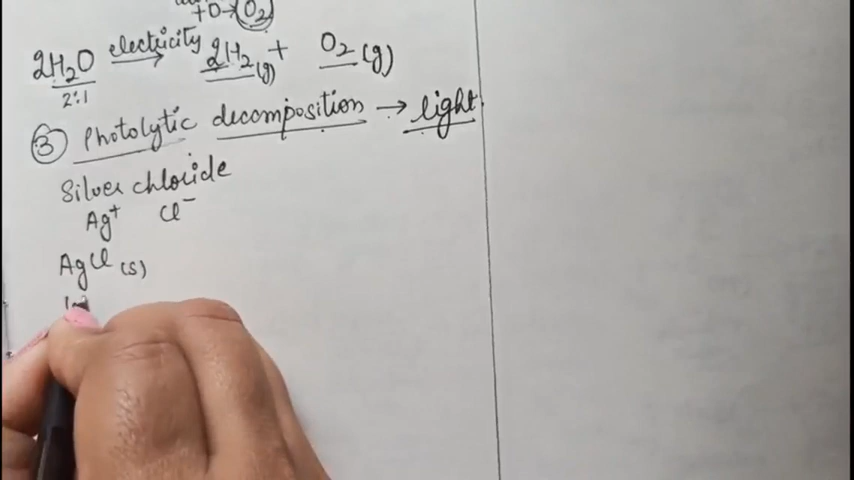 +O→(O₂)
2H₂O electricity→ 2H₂(g) + O₂(g)
2:1
③ Photolytic decomposition → light
Silver chloride
Ag⁺ Cl⁻
AgCl (s)